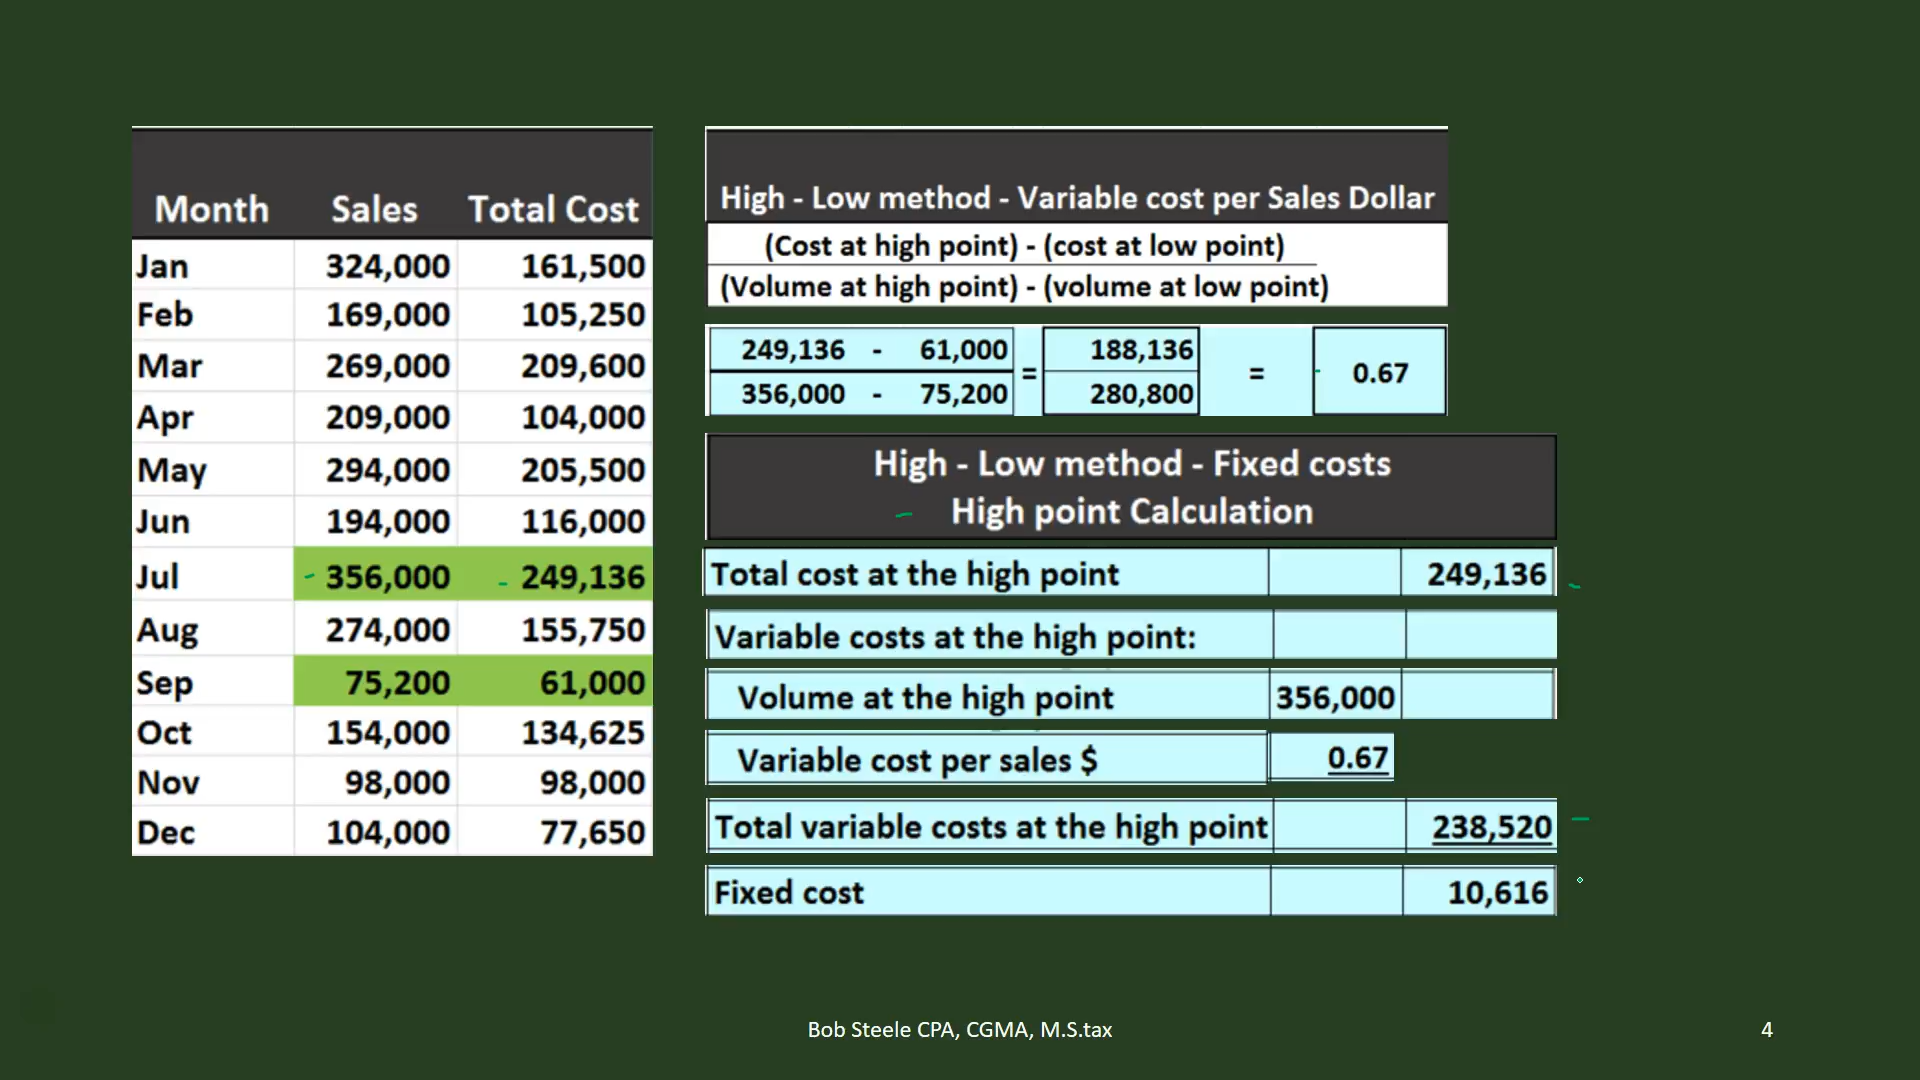 Month Sales Total Cost
Jan 324,000 161,500
Feb 169,000 105,250
Mar 269,000 209,600
Apr 209,000 104,000
May 294,000 205,500
Jun 194,000 116,000
Jul 356,000 249,136
Aug 274,000 155,750
Sep 75,200 61,000
Oct 154,000 134,625
Nov 98,000 98,000
Dec 104,000 77,650
High - Low method - Variable cost per Sales Dollar
(Cost at high point) - (cost at low point)
(Volume at high point) - (volume at low point)
249,136 - 61,000 = 188,136 = 0.67
356,000 - 75,200 280,800
High - Low method - Fixed costs
High point Calculation
Total cost at the high point 249,136
Variable costs at the high point:
Volume at the high point 356,000
Variable cost per sales $ 0.67
Total variable costs at the high point 238,520
Fixed cost 10,616
Bob Steele CPA, CGMA, M.S.tax 4